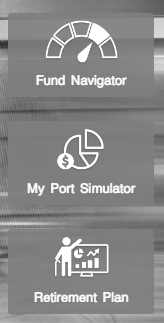 Fund Navigator
$
My Port Simulator
Retirement Plan